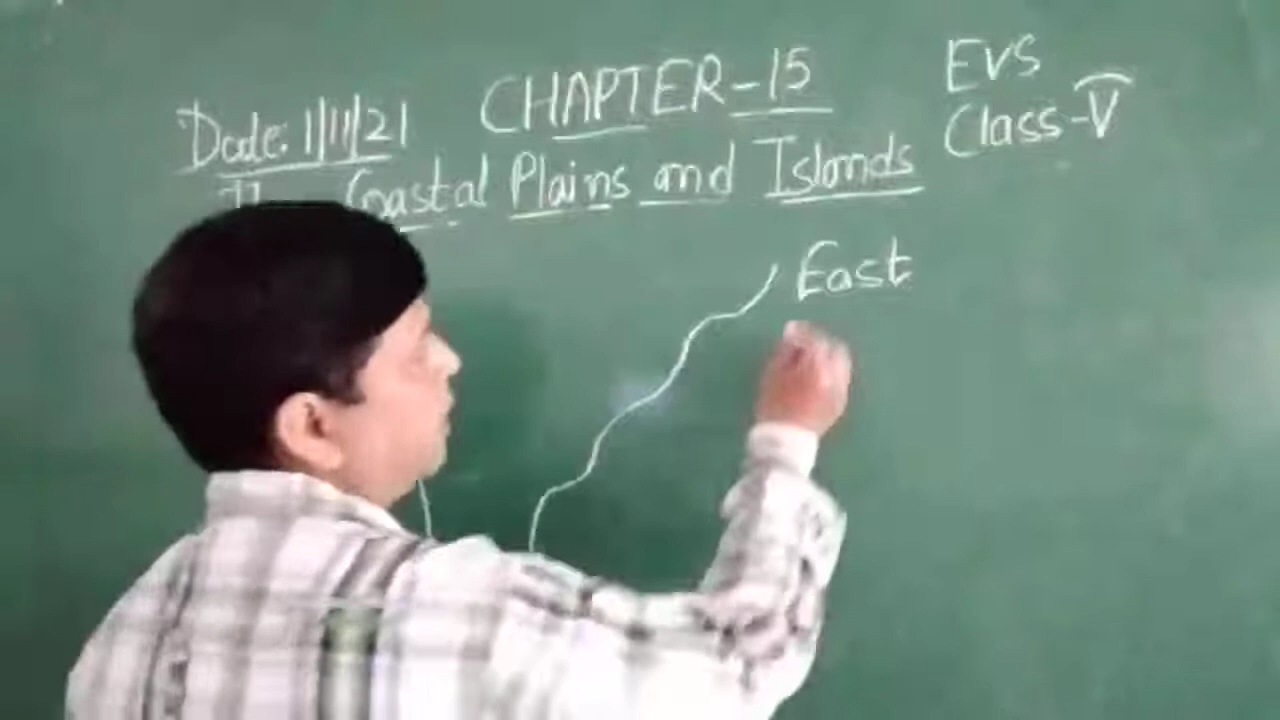 Date: 1/11/21
CHAPTER-15
EVS
Class-V
Coastal Plains and Islands
East